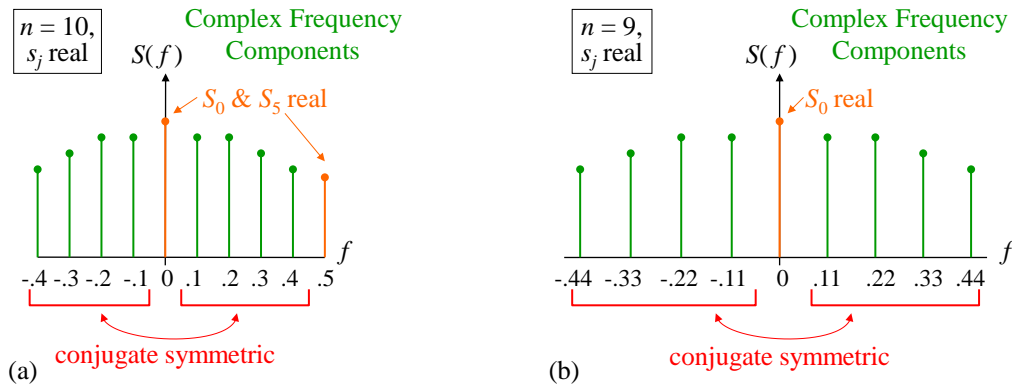 n = 10,
s_j real
Complex Frequency
Components
S(f)
S_0 & S_5 real
f
-.4 -.3 -.2 -.1 0 .1 .2 .3 .4 .5
conjugate symmetric
(a)
n = 9,
s_j real
Complex Frequency
Components
S(f)
S_0 real
f
-.44 -.33 -.22 -.11 0 .11 .22 .33 .44
conjugate symmetric
(b)